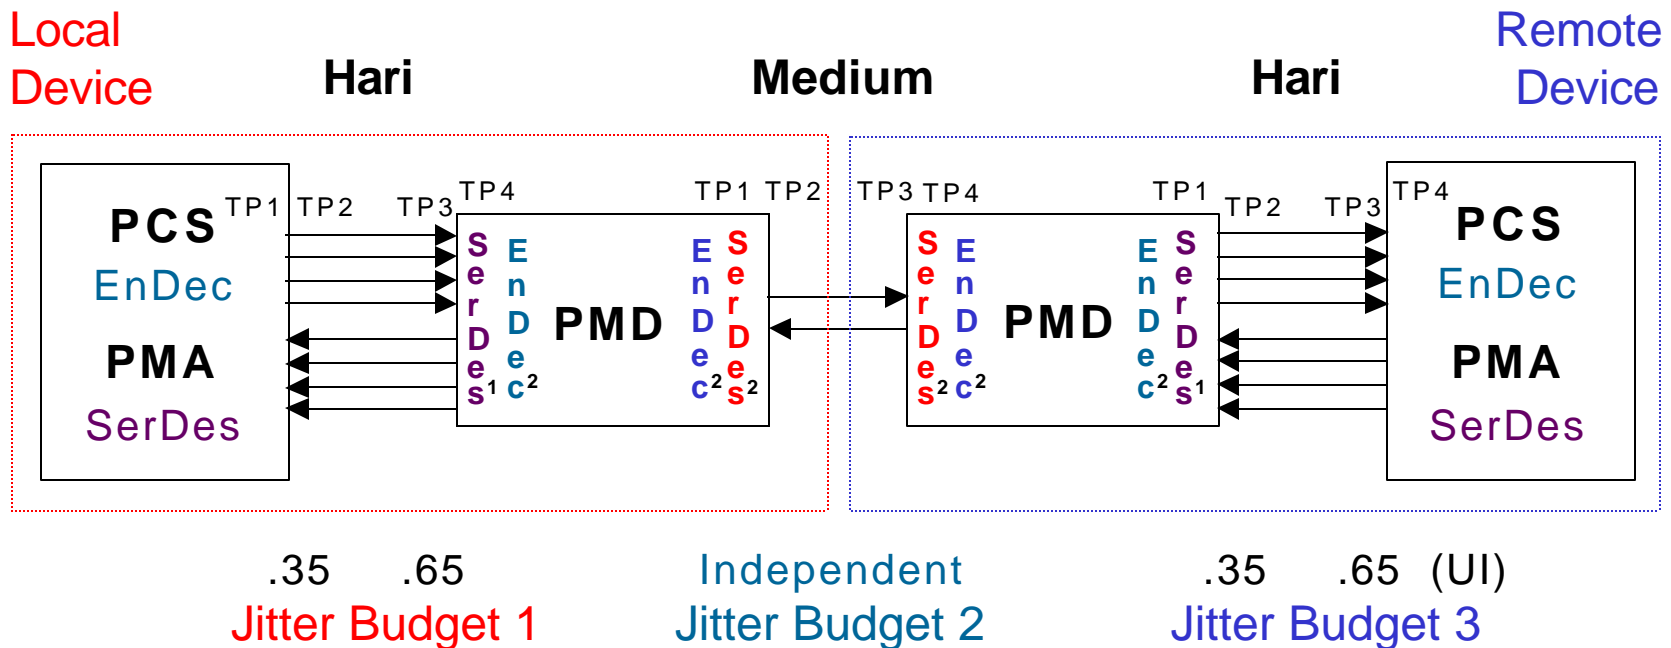 Local Device
Hari
Medium
Hari
Remote Device
TP1 TP2 TP3 TP4
TP1 TP2 TP3 TP4
TP1 TP2 TP3 TP4
PCS
EnDec
PMA
SerDes
SerDes1
EnDec2
PMD
EnDec2
SerDes2
SerDes2
EnDec2
PMD
EnDec2
SerDes1
PCS
EnDec
PMA
SerDes
.35 .65
Independent
.35 .65 (UI)
Jitter Budget 1
Jitter Budget 2
Jitter Budget 3